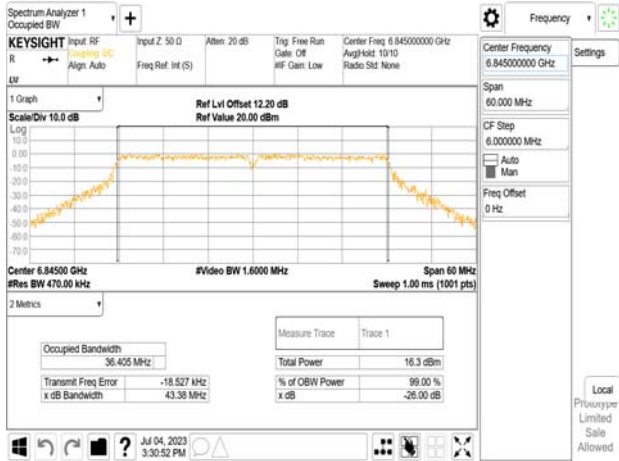 Spectrum Analyzer 1
Occupied BW
KEYSIGHT
R
LXI
Input: RF
Coupling: DC
Align: Auto
Input Z: 50 Ω
Freq Ref: Int (S)
Atten: 20 dB
Trig: Free Run
Gate: Off
#IF Gain: Low
Center Freq: 6.845000000 GHz
Avg|Hold: 10/10
Radio Std: None
1 Graph
Scale/Div 10.0 dB
Ref Lvl Offset 12.20 dB
Ref Value 20.00 dBm
Log
10.0
0.00
-10.0
-20.0
-30.0
-40.0
-50.0
-60.0
-70.0
Center 6.84500 GHz
#Res BW 470.00 kHz
#Video BW 1.6000 MHz
Span 60 MHz
Sweep 1.00 ms (1001 pts)
2 Metrics
Measure Trace Trace 1
Occupied Bandwidth
36.405 MHz
Total Power 16.3 dBm
Transmit Freq Error -18.527 kHz
% of OBW Power 99.00 %
x dB Bandwidth 43.38 MHz
x dB -26.00 dB
Jul 04, 2023
3:30:52 PM
Frequency
Settings
Center Frequency
6.845000000 GHz
Span
60.000 MHz
CF Step
6.000000 MHz
Auto
Man
Freq Offset
0 Hz
Local
Prototype
Limited
Sale
Allowed